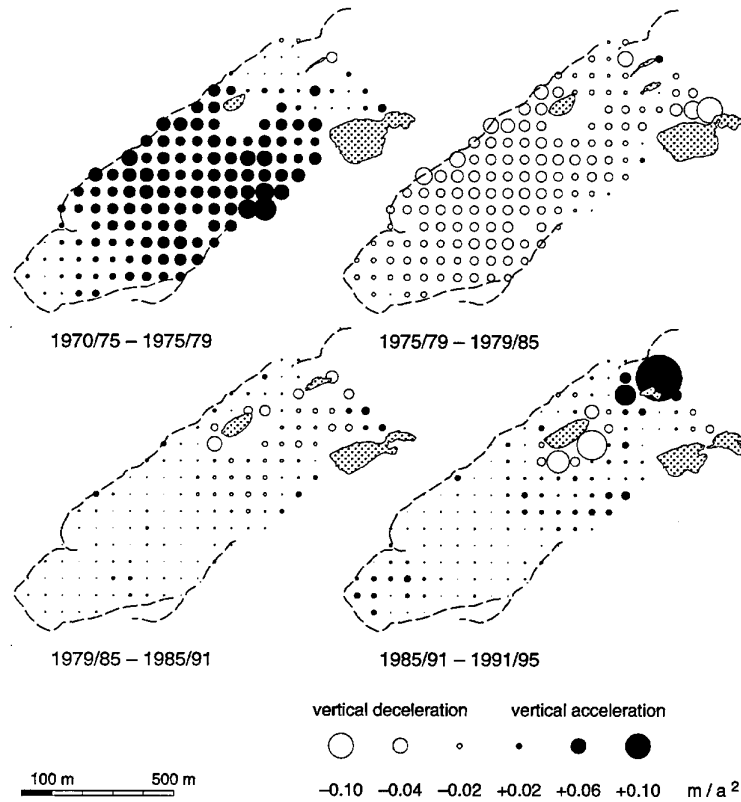 1970/75 – 1975/79
1975/79 – 1979/85
1979/85 – 1985/91
1985/91 – 1991/95
vertical deceleration vertical acceleration
100 m 500 m
−0.10 −0.04 −0.02 +0.02 +0.06 +0.10 m / a²